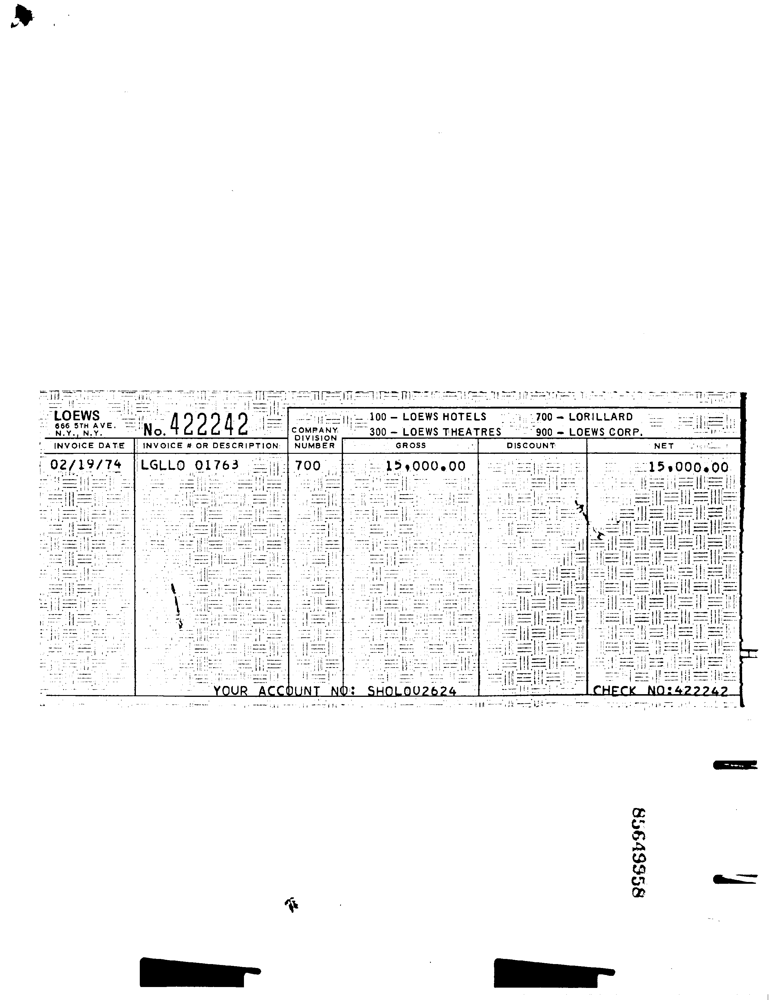 LOEWS
666 5TH AVE.
N.Y., N.Y.
No. 422242
COMPANY DIVISION NUMBER
100 – LOEWS HOTELS 700 – LORILLARD
300 – LOEWS THEATRES 900 – LOEWS CORP.
INVOICE DATE INVOICE # OR DESCRIPTION GROSS DISCOUNT NET
02/19/74 LGLLO 01763 700 15,000.00 15,000.00
YOUR ACCOUNT NO: SHOLO02624 CHECK NO:422242
85649958